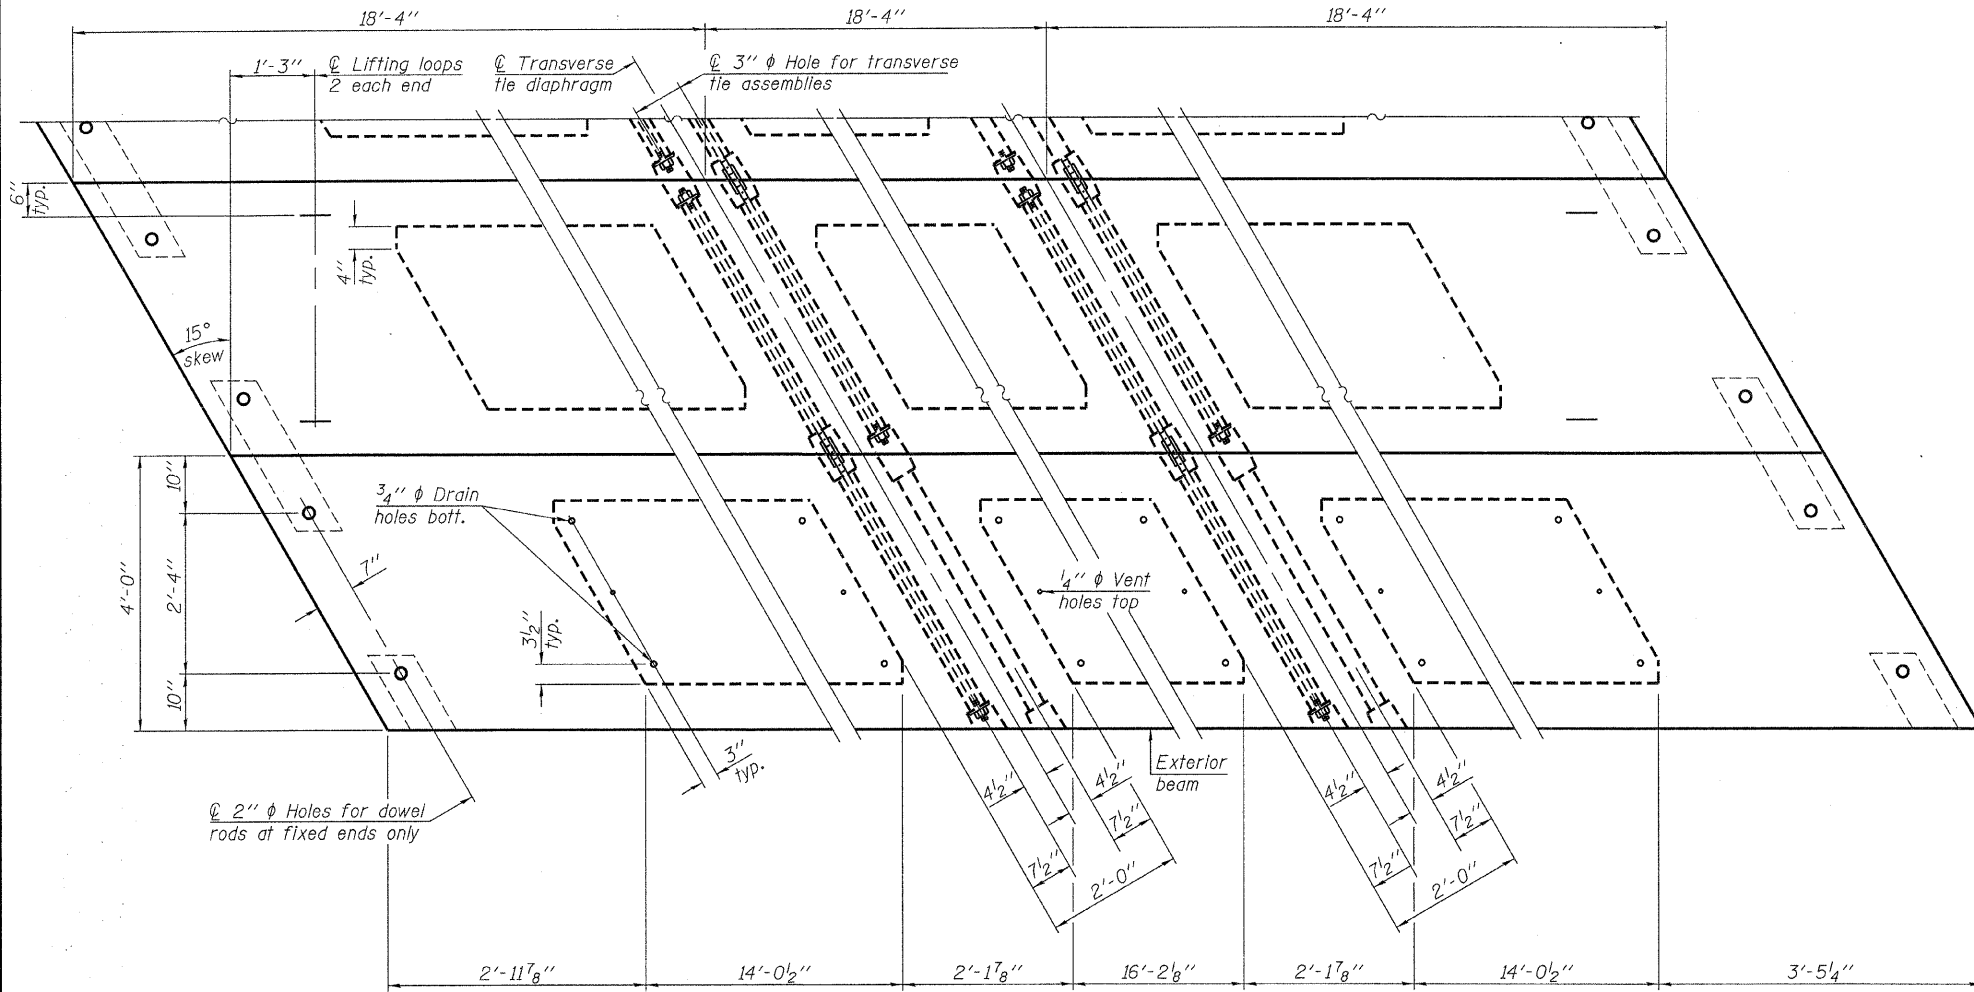 18'-4" 18'-4" 18'-4"
1'-3"
℄ Lifting loops
2 each end
℄ Transverse
tie diaphragm
℄ 3" ϕ Hole for transverse
tie assemblies
6"
typ.
4"
typ.
15°
skew
10"
2'-4"
10"
4'-0"
7"
3/4" ϕ Drain
holes bott.
3 1/2"
typ.
1/4" ϕ Vent
holes top
3"
typ.
Exterior
beam
℄ 2" ϕ Holes for dowel
rods at fixed ends only
4 1/2" 4 1/2" 4 1/2" 4 1/2"
7 1/2" 7 1/2"
7 1/2" 7 1/2"
2'-0" 2'-0"
2'-11 7/8" 14'-0 1/2" 2'-1 7/8" 16'-2 1/8" 2'-1 7/8" 14'-0 1/2" 3'-5 1/4"